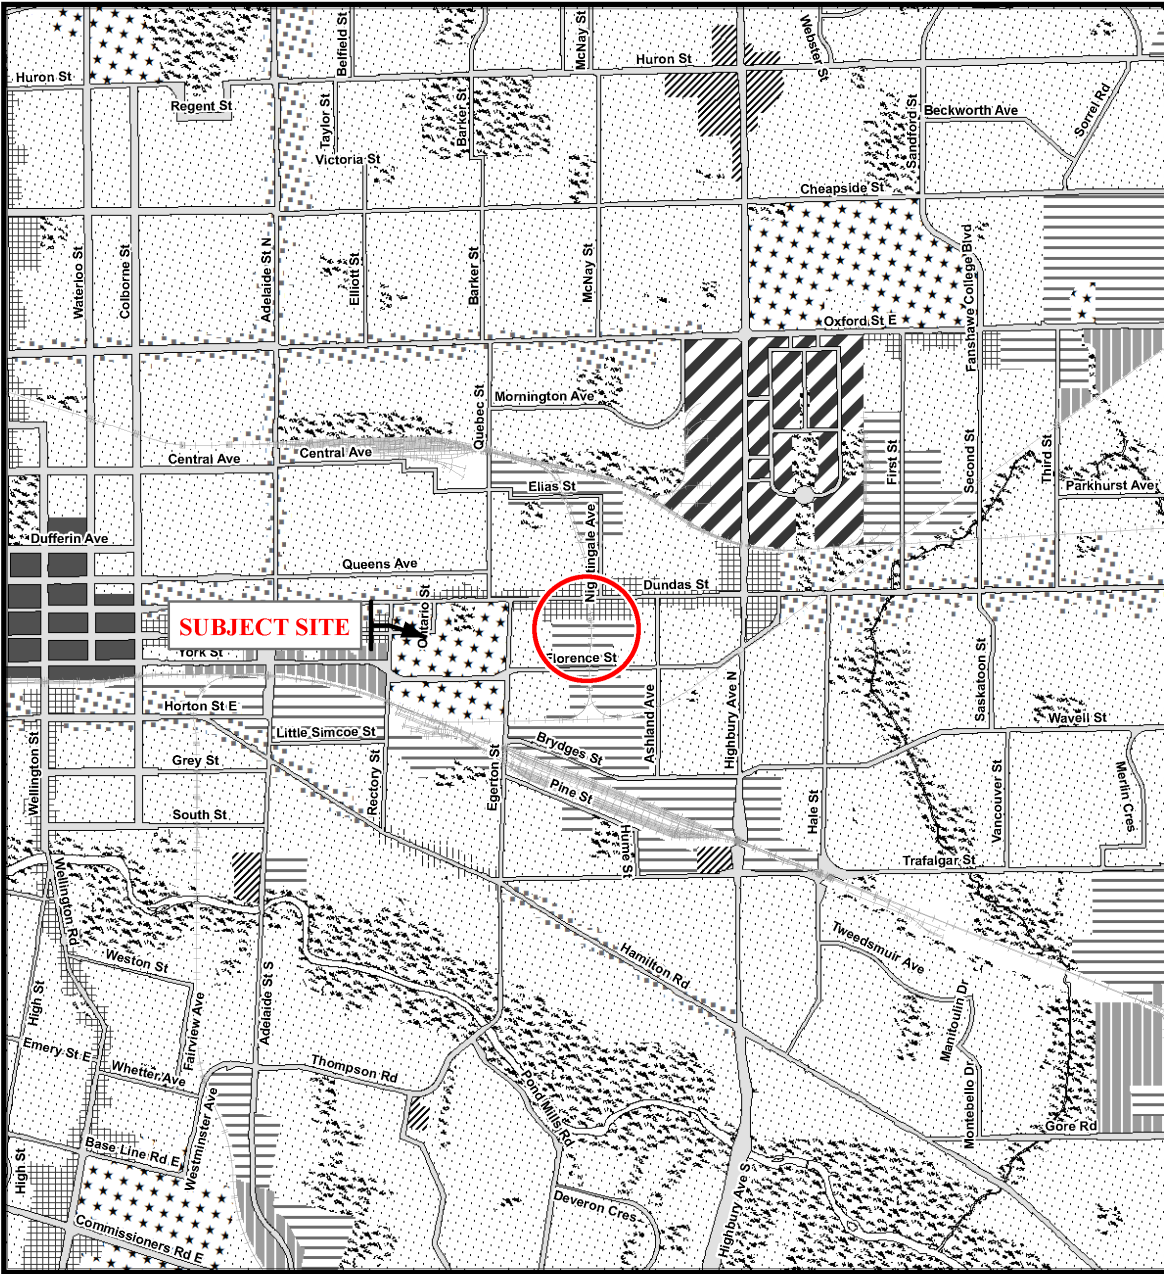 Belfield St
McNay St
Webster St
Huron St
Huron St
Regent St
Taylor St
Barker St
Sandford St
Beckworth Ave
Sorrel Rd
Victoria St
Cheapside St
Waterloo St
Colborne St
Adelaide St N
Elliott St
Barker St
McNay St
Fanshawe College Blvd
Oxford St E
Quebec St
Mornington Ave
Central Ave
Central Ave
Elias St
First St
Second St
Third St
Parkhurst Ave
Dufferin Ave
Nightingale Ave
Queens Ave
Dundas St
Ontario St
SUBJECT SITE
York St
Florence St
Horton St E
Little Simcoe St
Ashland Ave
Highbury Ave N
Saskatoon St
Wavell St
Wellington St
Grey St
Rectory St
Egerton St
Brydges St
Pine St
Vancouver St
Merlin Cres
South St
Hume St
Hale St
Trafalgar St
Wellington Rd
Weston St
Hamilton Rd
Tweedsmuir Ave
High St
Fairview Ave
Adelaide St S
Manitoulin Dr
Emery St E
Whetter Ave
Thompson Rd
Pond Mills Rd
Montebello Dr
Gore Rd
Westminster Ave
Base Line Rd E
High St
Deveron Cres
Highbury Ave S
Commissioners Rd E